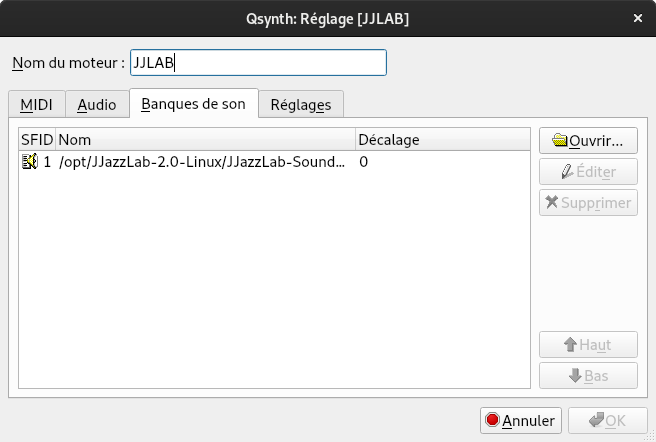 Qsynth: Réglage [JJLAB]
Nom du moteur : JJLAB
MIDI Audio Banques de son Réglages
SFID Nom Décalage
1 /opt/JJazzLab-2.0-Linux/JJazzLab-Sound... 0
Ouvrir...
Éditer
Supprimer
Haut
Bas
Annuler OK